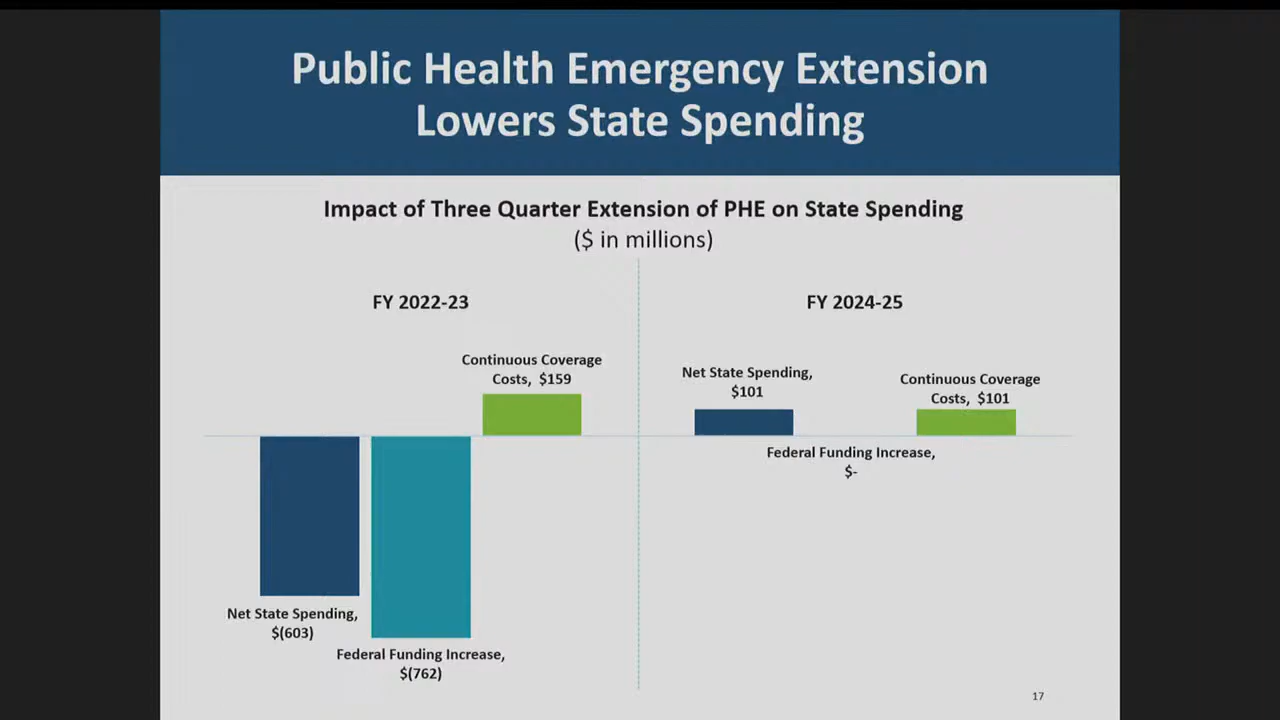 Public Health Emergency Extension
Lowers State Spending
Impact of Three Quarter Extension of PHE on State Spending
($ in millions)
FY 2022-23
Continuous Coverage
Costs, $159
Net State Spending,
$(603)
Federal Funding Increase,
$(762)
FY 2024-25
Net State Spending,
$101
Continuous Coverage
Costs, $101
Federal Funding Increase,
$-
17